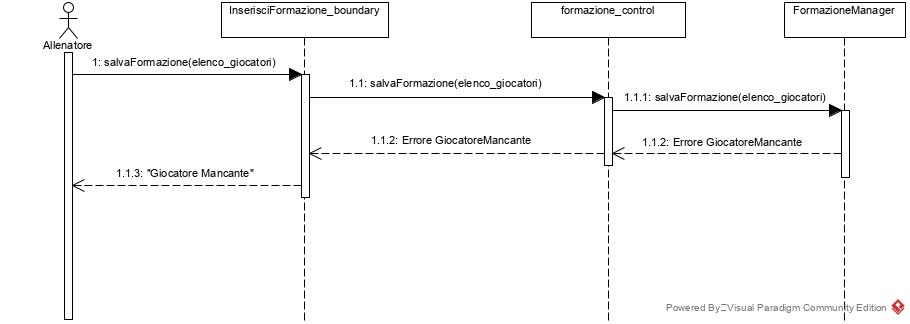 InserisciFormazione_boundary
formazione_control
FormazioneManager
Allenatore
1: salvaFormazione(elenco_giocatori)
1.1: salvaFormazione(elenco_giocatori)
1.1.1: salvaFormazione(elenco_giocatori)
1.1.2: Errore GiocatoreMancante
1.1.2: Errore GiocatoreMancante
1.1.3: "Giocatore Mancante"
Powered By Visual Paradigm Community Edition